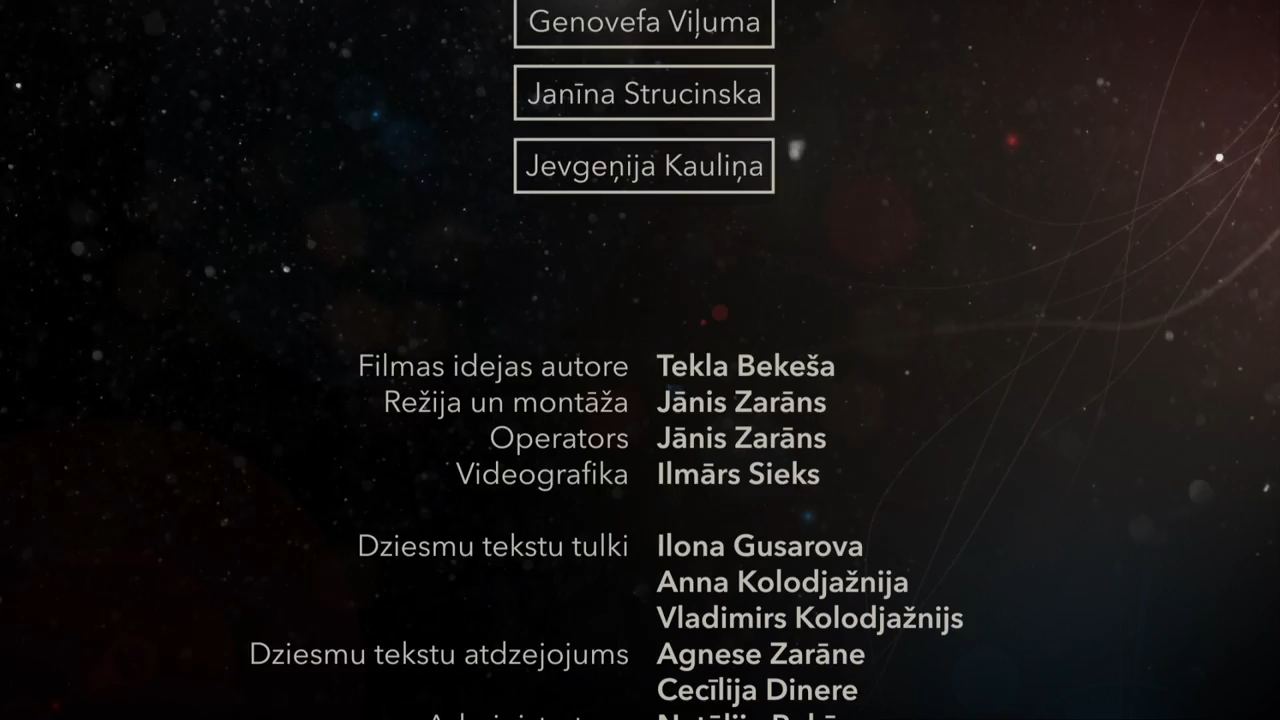 Genovefa Viļuma
Janīna Strucinska
Jevgeņija Kauliņa
Filmas idejas autore Tekla Bekeša
Režija un montāža Jānis Zarāns
Operators Jānis Zarāns
Videografika Ilmārs Sieks
Dziesmu tekstu tulki Ilona Gusarova
Anna Kolodjažnija
Vladimirs Kolodjažnijs
Dziesmu tekstu atdzejojums Agnese Zarāne
Cecīlija Dinere